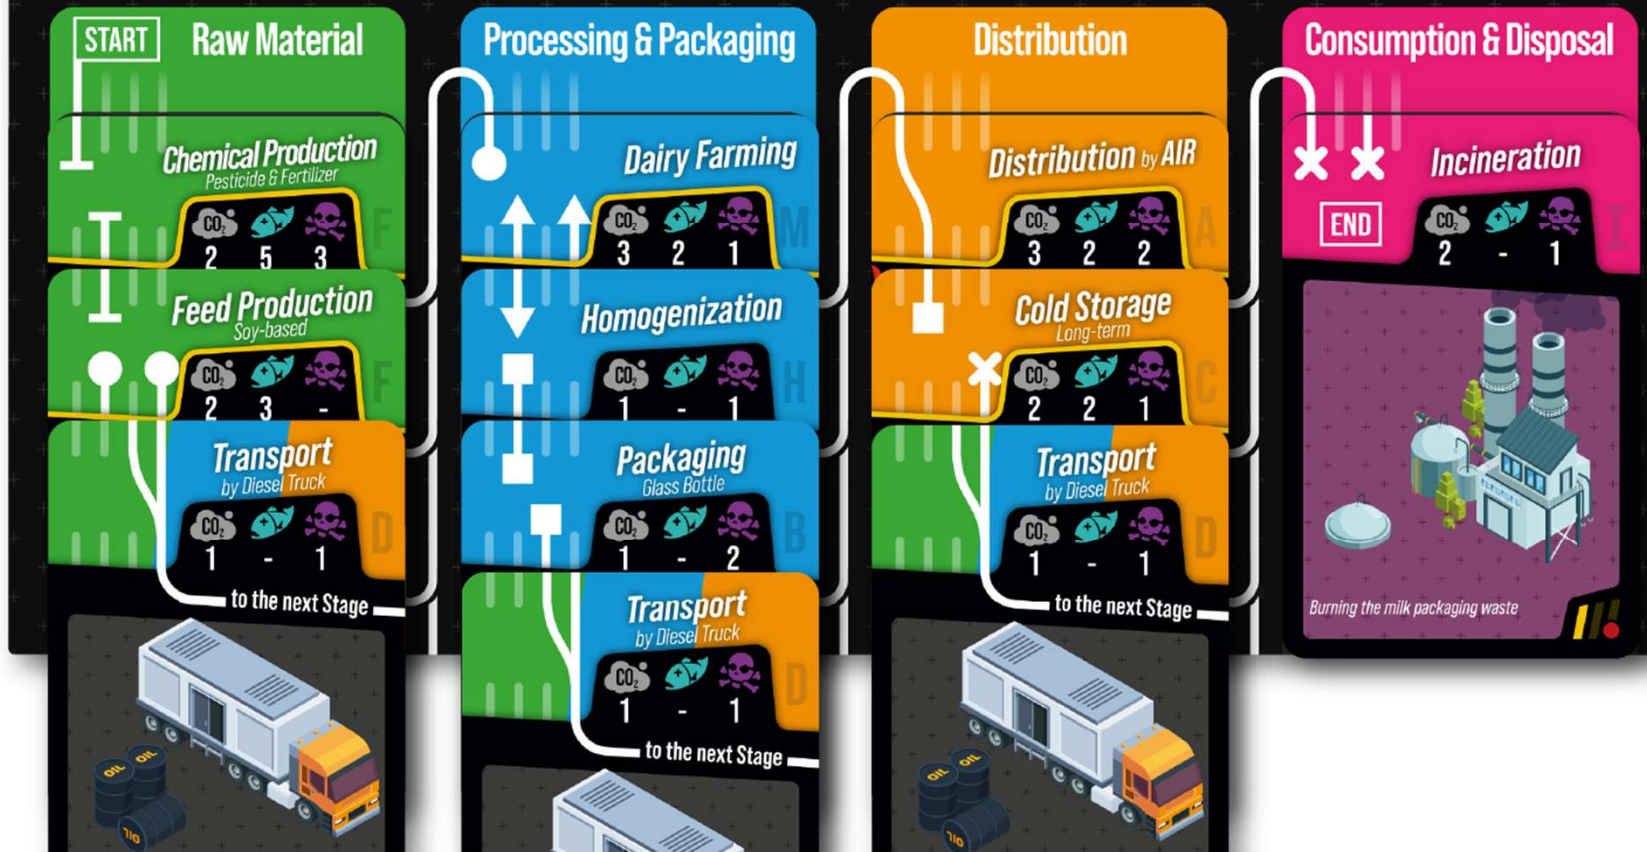 START
Raw Material
Chemical Production
Pesticide & Fertilizer
CO2
2 5 3
F
Feed Production
Soy-based
CO2
2 3 -
F
Transport
by Diesel Truck
CO2
1 - 1
D
to the next Stage
OIL
OIL
OIL
Processing & Packaging
Dairy Farming
CO2
3 2 1
M
Homogenization
CO2
1 - 1
H
Packaging
Glass Bottle
CO2
1 - 2
B
Transport
by Diesel Truck
CO2
1 - 1
D
to the next Stage
Distribution
Distribution by AIR
CO2
3 2 2
A
Cold Storage
Long-term
CO2
2 2 1
C
Transport
by Diesel Truck
CO2
1 - 1
D
to the next Stage
OIL
OIL
OIL
Consumption & Disposal
Incineration
END
CO2
2 - 1
I
Burning the milk packaging waste